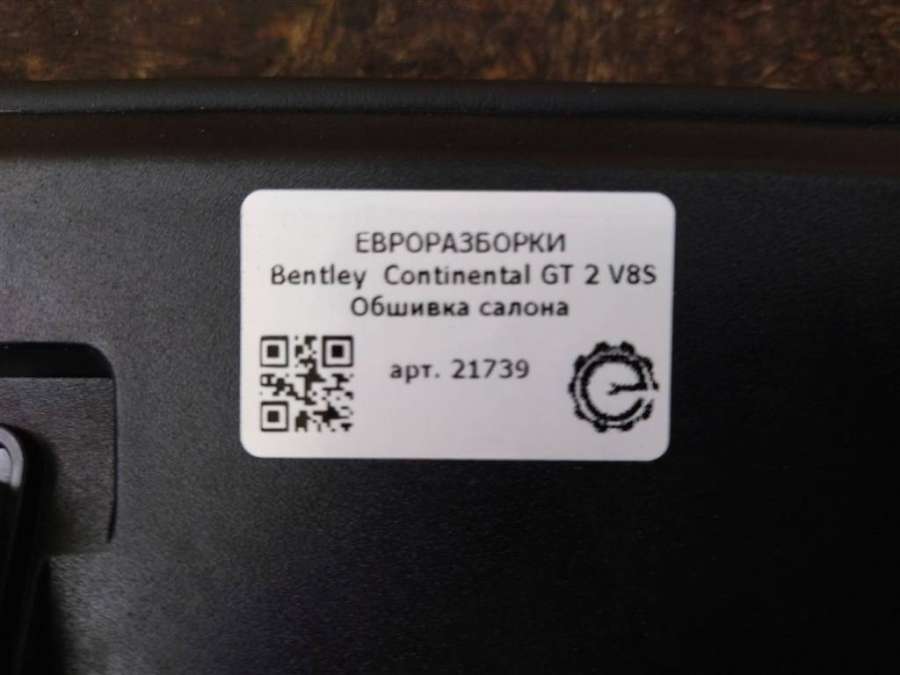 ЕВРОРАЗБОРКИ
Bentley Continental GT 2 V8S
Обшивка салона
арт. 21739